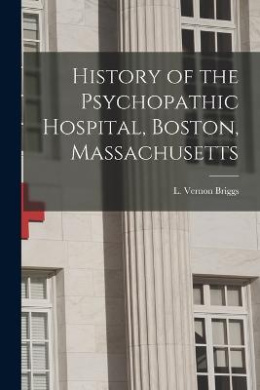 History of the
Psychopathic
Hospital, Boston,
Massachusetts
L. Vernon Briggs